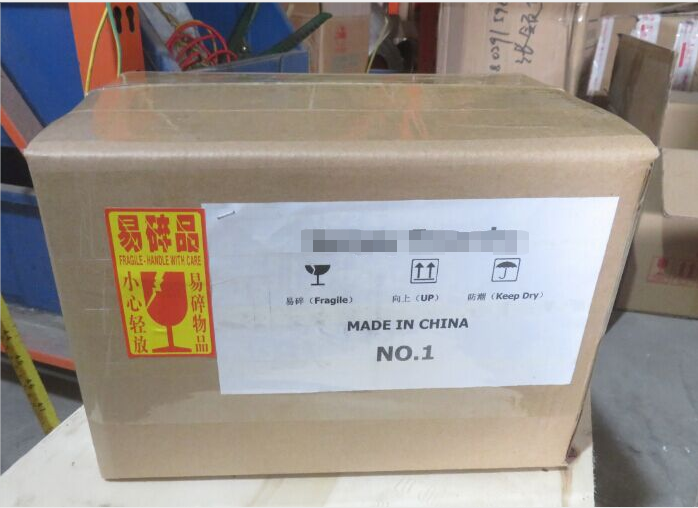 易碎品
FRAGILE-HANDLE WITH CARE
小心轻放
易碎物品
易碎（Fragile） 向上（UP） 防潮（Keep Dry）
MADE IN CHINA
NO.1